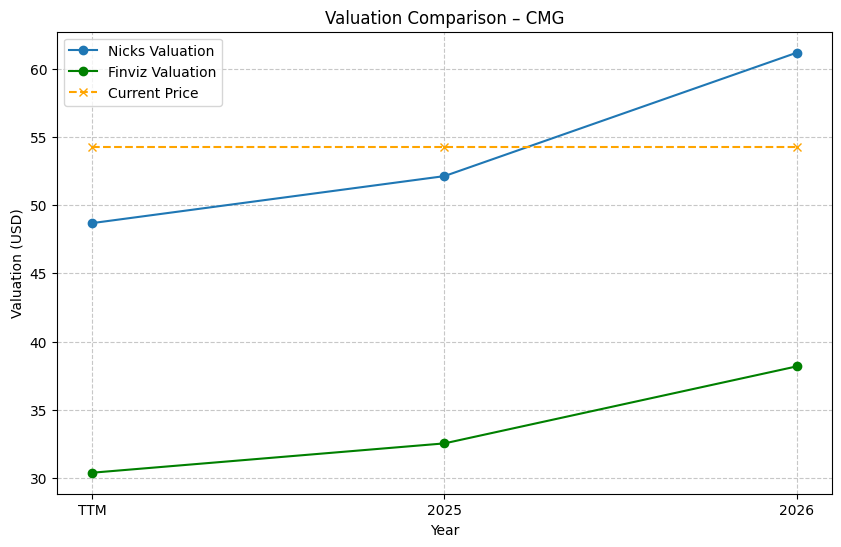 Valuation Comparison – CMG
Nicks Valuation
Finviz Valuation
Current Price
Valuation (USD)
60
55
50
45
40
35
30
TTM
2025
2026
Year